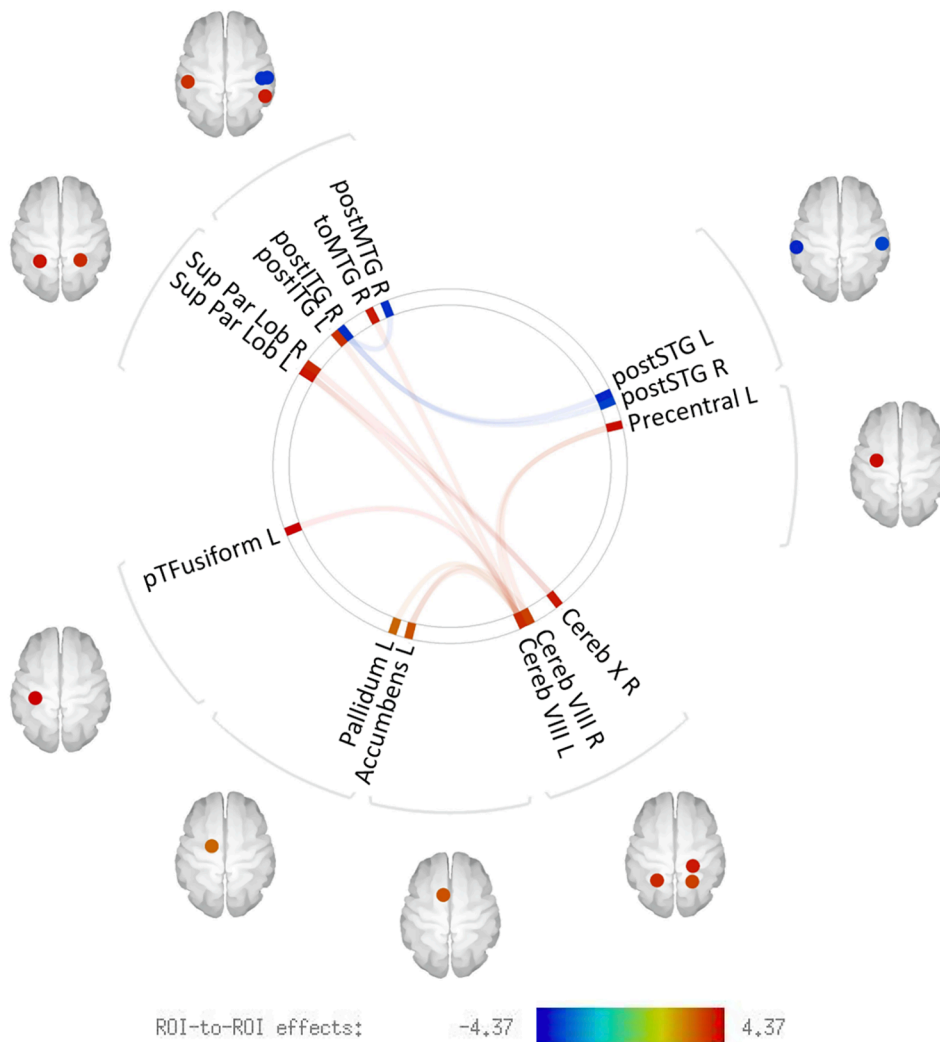 postMTG R
toMTG R
postITG R
postITG L
Sup Par Lob R
Sup Par Lob L
postSTG L
postSTG R
Precentral L
pTFusiform L
Pallidum L
Accumbens L
Cereb X R
Cereb VIII R
Cereb VIII L
ROI-to-ROI effects: -4.37 4.37